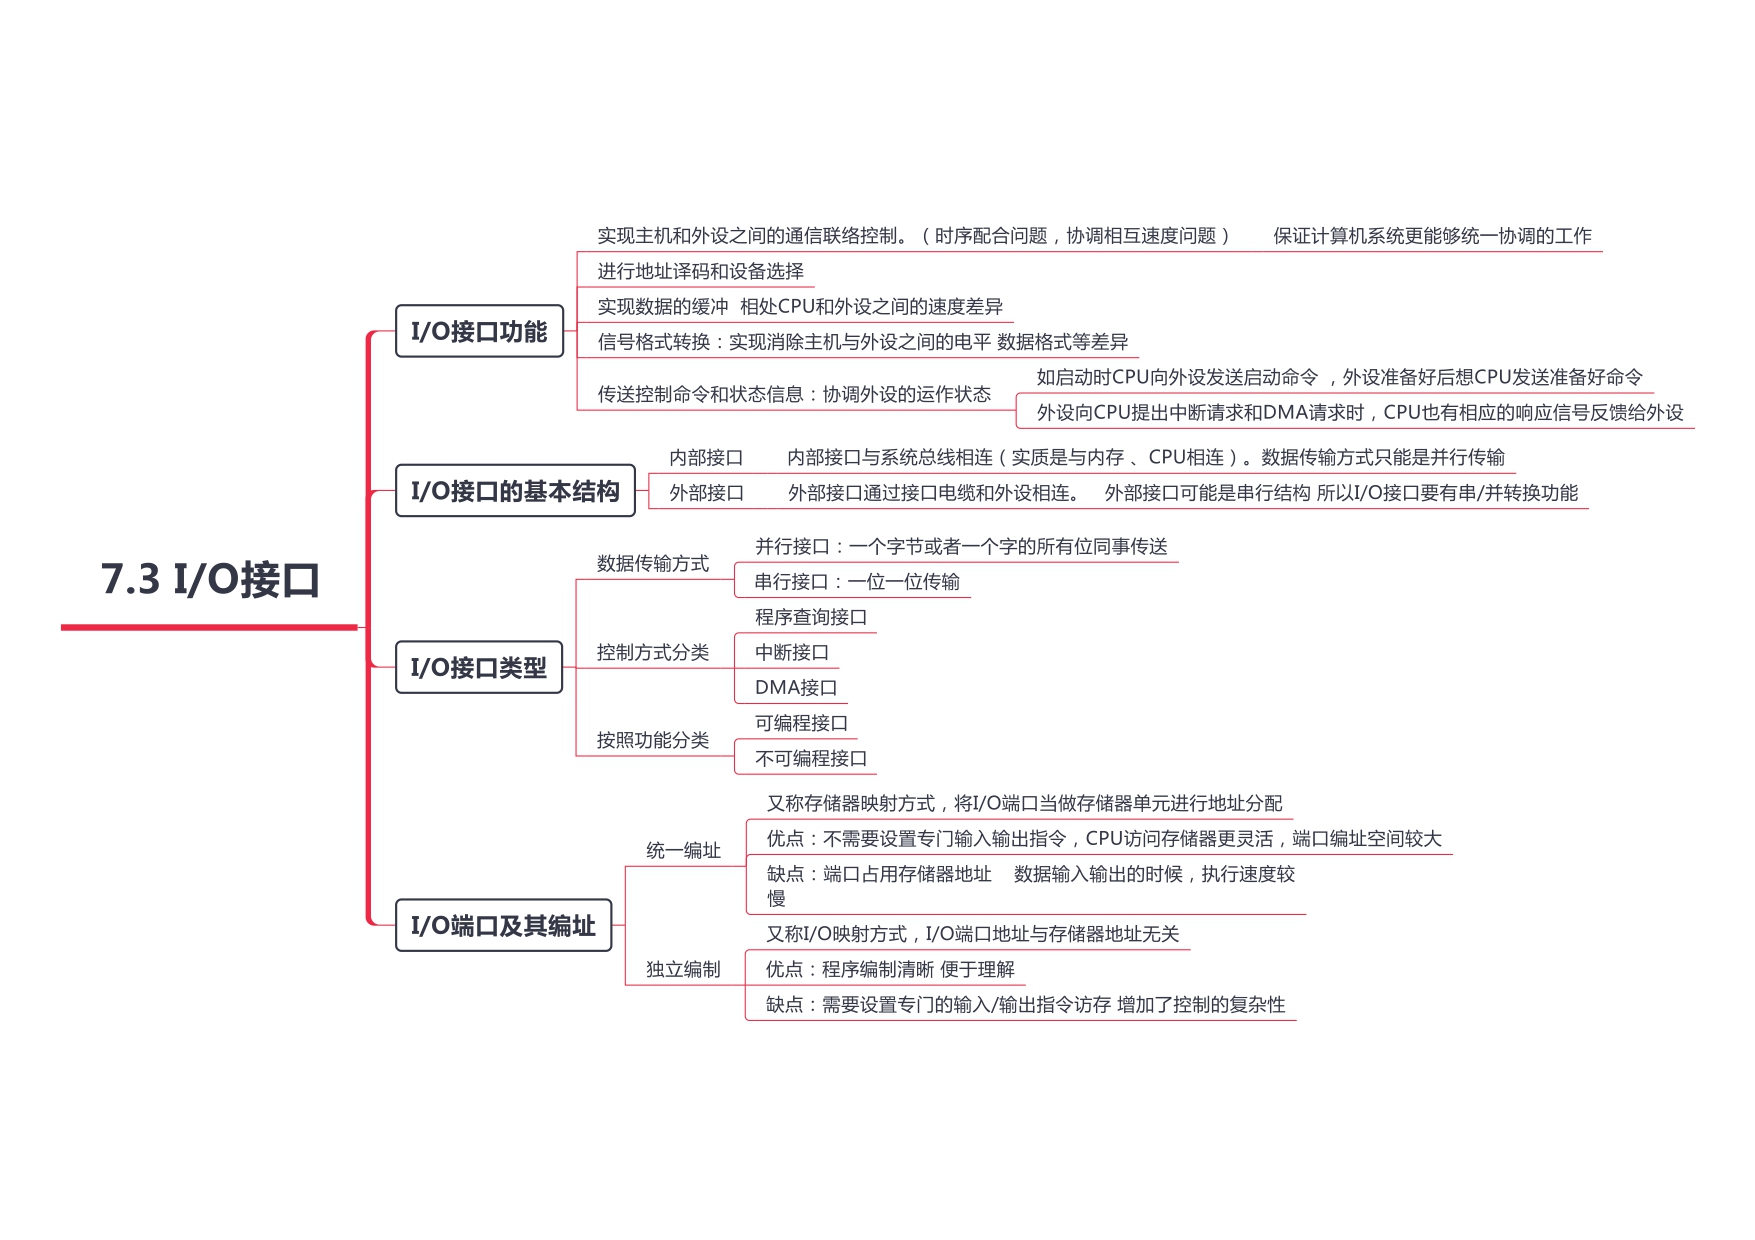 7.3 I/O接口
I/O接口功能
实现主机和外设之间的通信联络控制。（时序配合问题，协调相互速度问题）
保证计算机系统更能够统一协调的工作
进行地址译码和设备选择
实现数据的缓冲 相处CPU和外设之间的速度差异
信号格式转换：实现消除主机与外设之间的电平 数据格式等差异
传送控制命令和状态信息：协调外设的运作状态
如启动时CPU向外设发送启动命令 ，外设准备好后想CPU发送准备好命令
外设向CPU提出中断请求和DMA请求时，CPU也有相应的响应信号反馈给外设
I/O接口的基本结构
内部接口
内部接口与系统总线相连（实质是与内存 、CPU相连）。数据传输方式只能是并行传输
外部接口
外部接口通过接口电缆和外设相连。 外部接口可能是串行结构 所以I/O接口要有串/并转换功能
I/O接口类型
数据传输方式
并行接口：一个字节或者一个字的所有位同事传送
串行接口：一位一位传输
控制方式分类
程序查询接口
中断接口
DMA接口
按照功能分类
可编程接口
不可编程接口
I/O端口及其编址
统一编址
又称存储器映射方式，将I/O端口当做存储器单元进行地址分配
优点：不需要设置专门输入输出指令，CPU访问存储器更灵活，端口编址空间较大
缺点：端口占用存储器地址 数据输入输出的时候，执行速度较
慢
独立编制
又称I/O映射方式，I/O端口地址与存储器地址无关
优点：程序编制清晰 便于理解
缺点：需要设置专门的输入/输出指令访存 增加了控制的复杂性